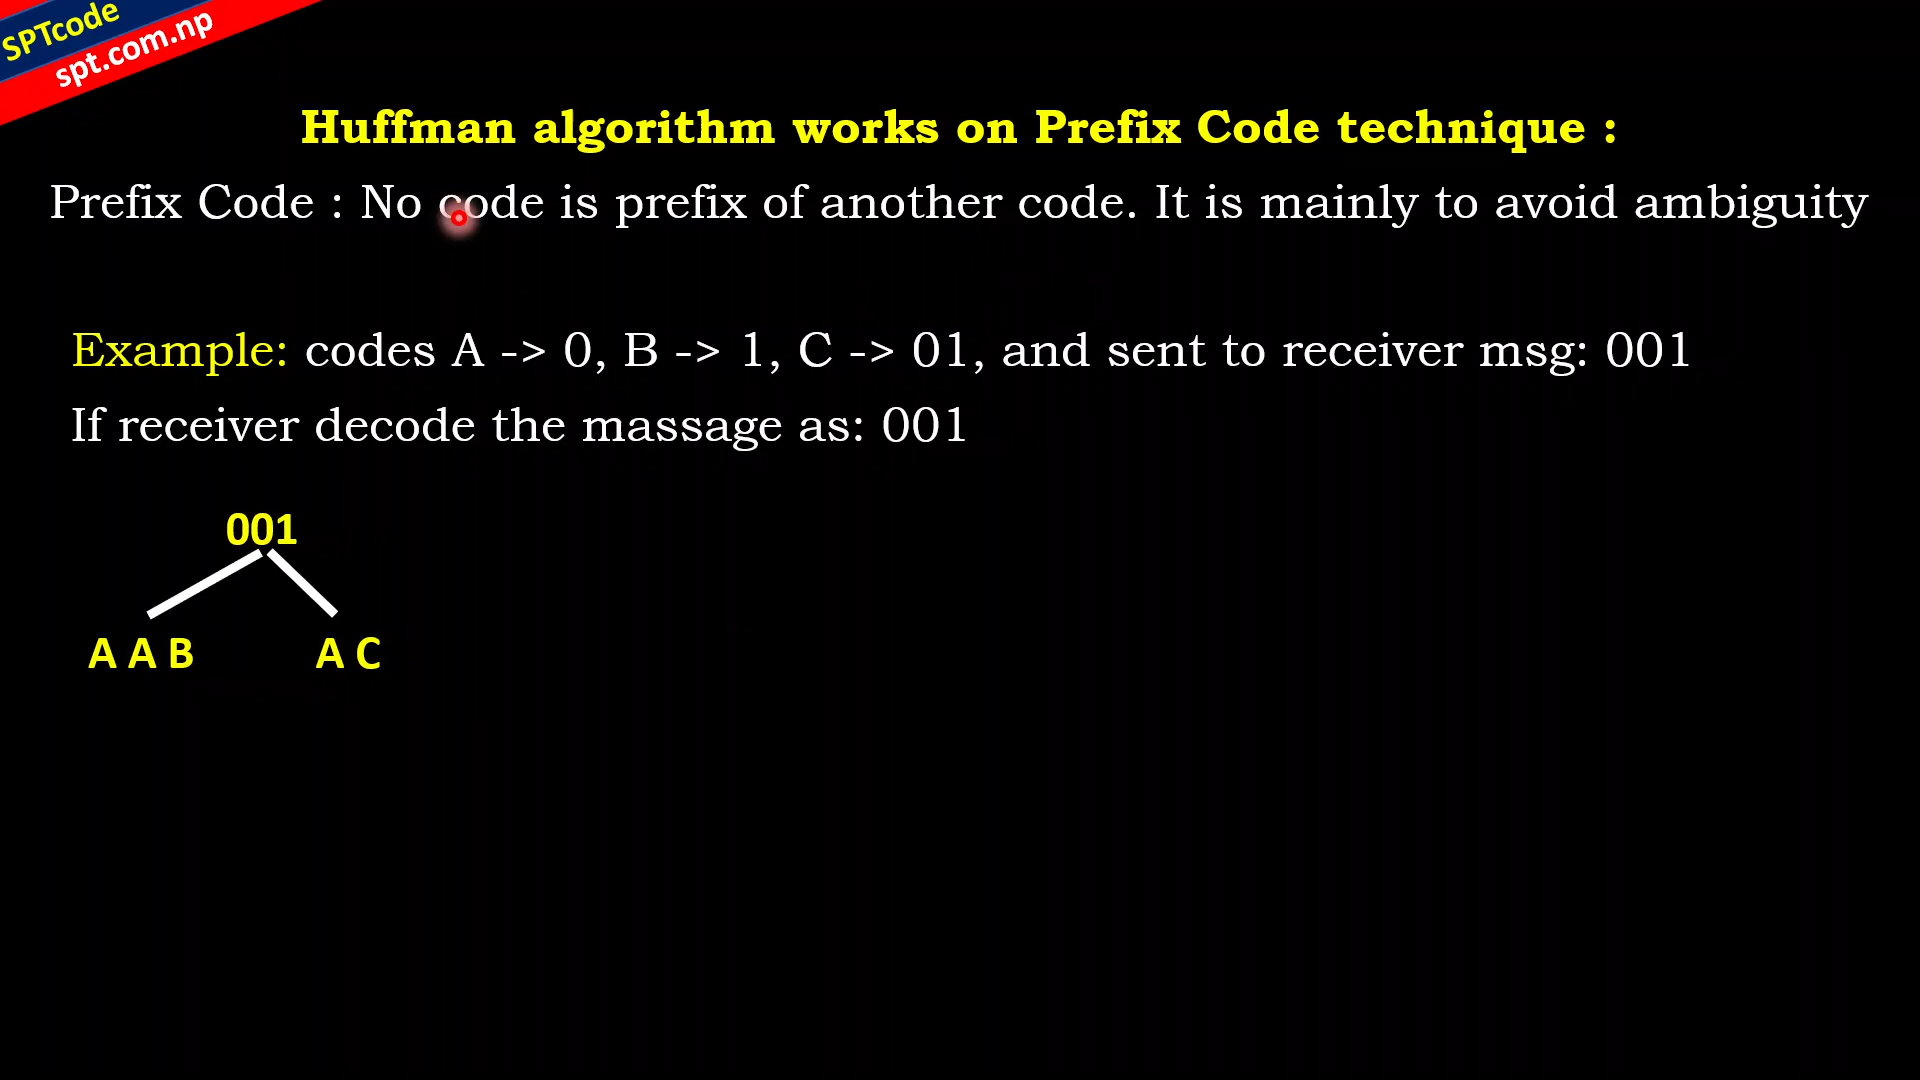 SPTcode
spt.com.np
Huffman algorithm works on Prefix Code technique :
Prefix Code : No code is prefix of another code. It is mainly to avoid ambiguity
Example: codes A -> 0, B -> 1, C -> 01, and sent to receiver msg: 001
If receiver decode the massage as: 001
001
A A B A C